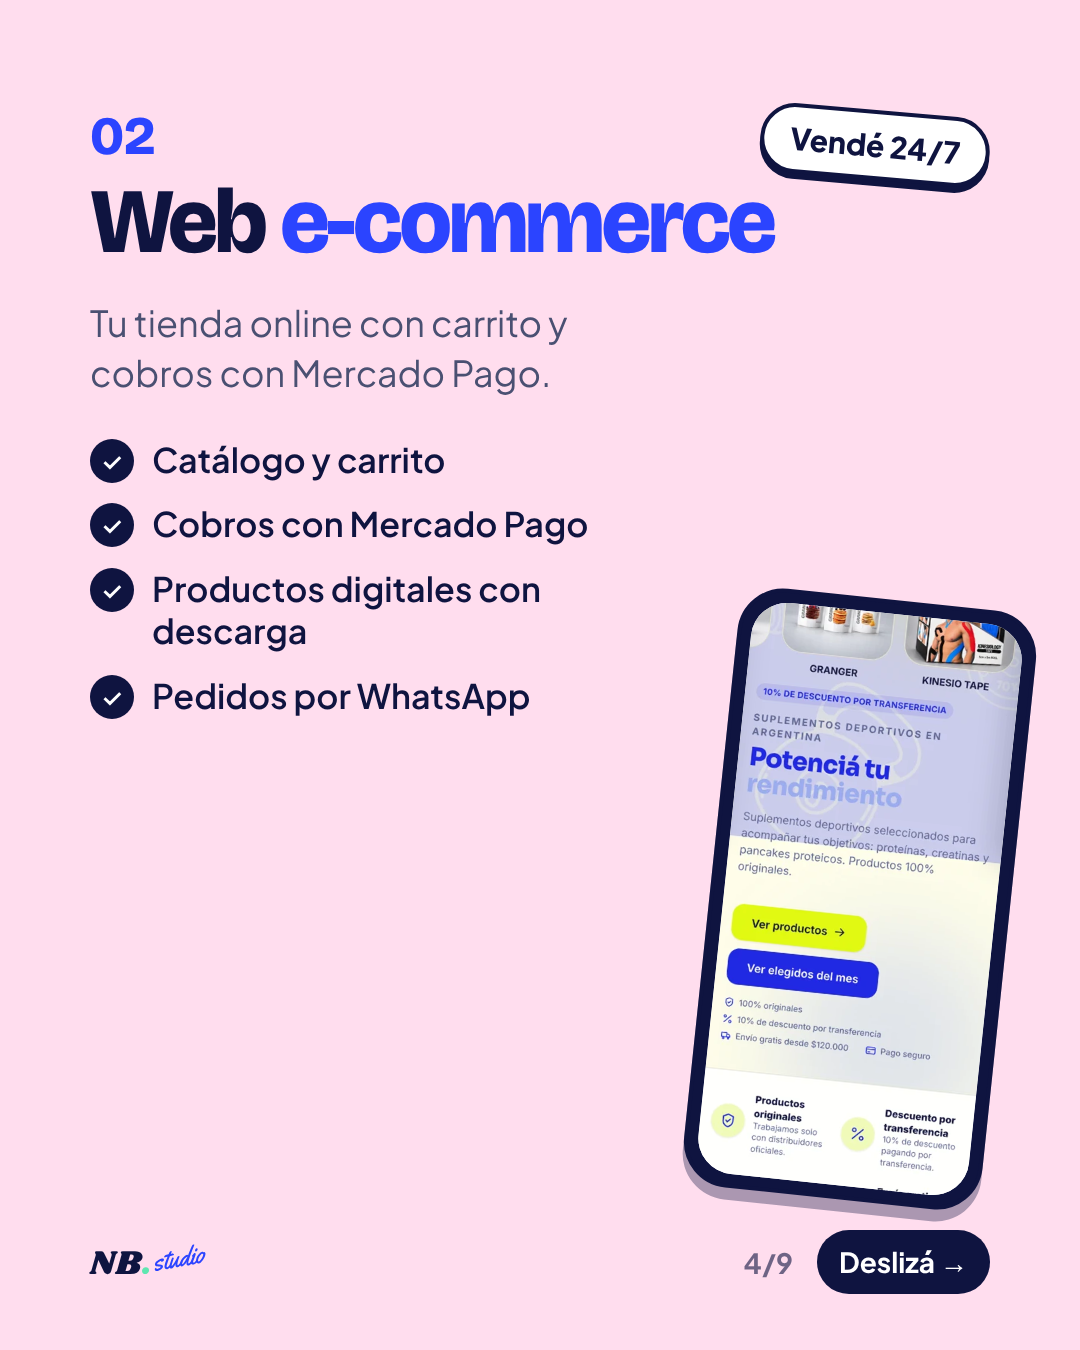 02
Vendé 24/7
Web e-commerce
Tu tienda online con carrito y
cobros con Mercado Pago.
Catálogo y carrito
Cobros con Mercado Pago
Productos digitales con
descarga
Pedidos por WhatsApp
GRANGER
KINESIO TAPE
10% DE DESCUENTO POR TRANSFERENCIA
SUPLEMENTOS DEPORTIVOS EN
ARGENTINA
Potenciá tu
rendimiento
Suplementos deportivos seleccionados para
acompañar tus objetivos: proteínas, creatinas y
pancakes proteicos. Productos 100%
originales.
Ver productos →
Ver elegidos del mes
100% originales
10% de descuento por transferencia
Envío gratis desde $120.000
Pago seguro
Productos
originales
Trabajamos solo
con distribuidores
oficiales.
Descuento por
transferencia
10% de descuento
pagando por
transferencia.
NB. studio
4/9
Deslizá →